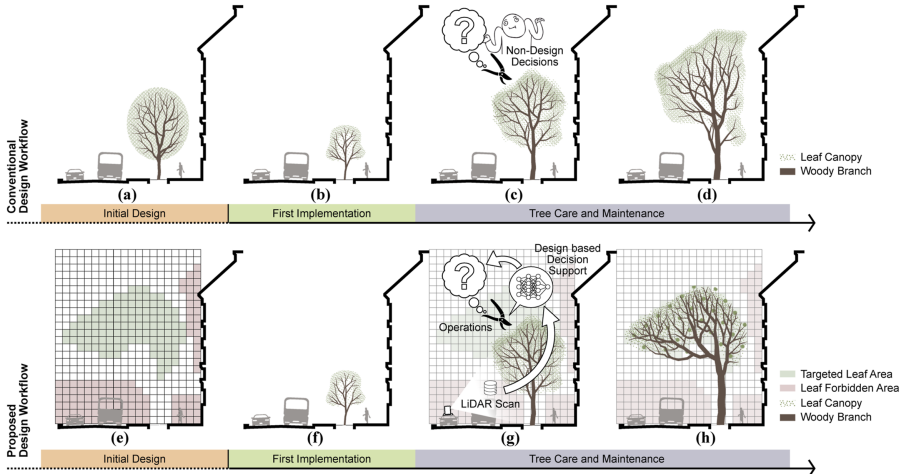 Conventional
Design Workflow
?
Non-Design
Decisions
Leaf Canopy
Woody Branch
(a)
(b)
(c)
(d)
Initial Design
First Implementation
Tree Care and Maintenance
Proposed
Design Workflow
Design based
Decision
Support
?
Operations
LiDAR Scan
Targeted Leaf Area
Leaf Forbidden Area
Leaf Canopy
Woody Branch
(e)
(f)
(g)
(h)
Initial Design
First Implementation
Tree Care and Maintenance